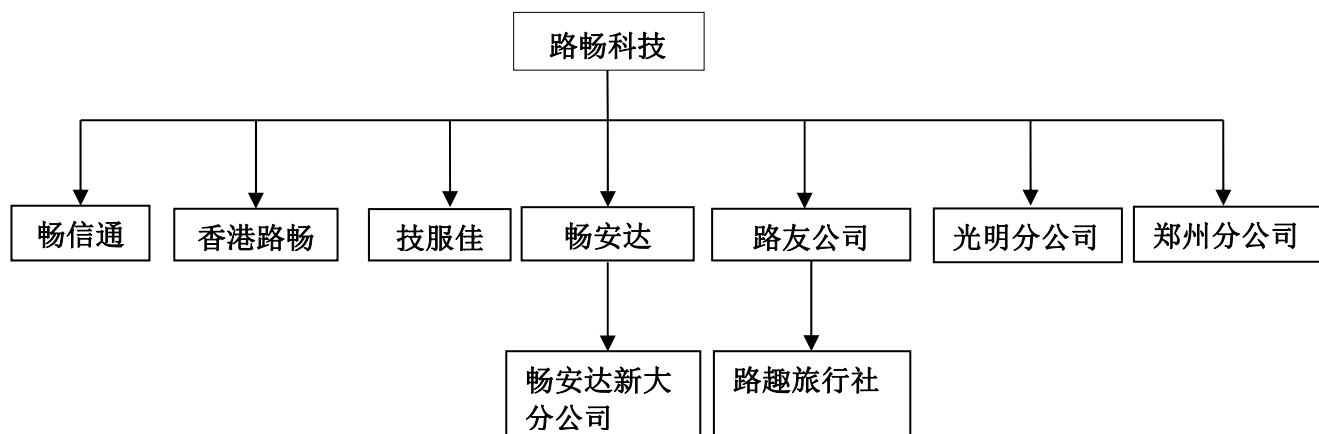 路畅科技
畅信通
香港路畅
技服佳
畅安达
路友公司
光明分公司
郑州分公司
畅安达新大
分公司
路趣旅行社